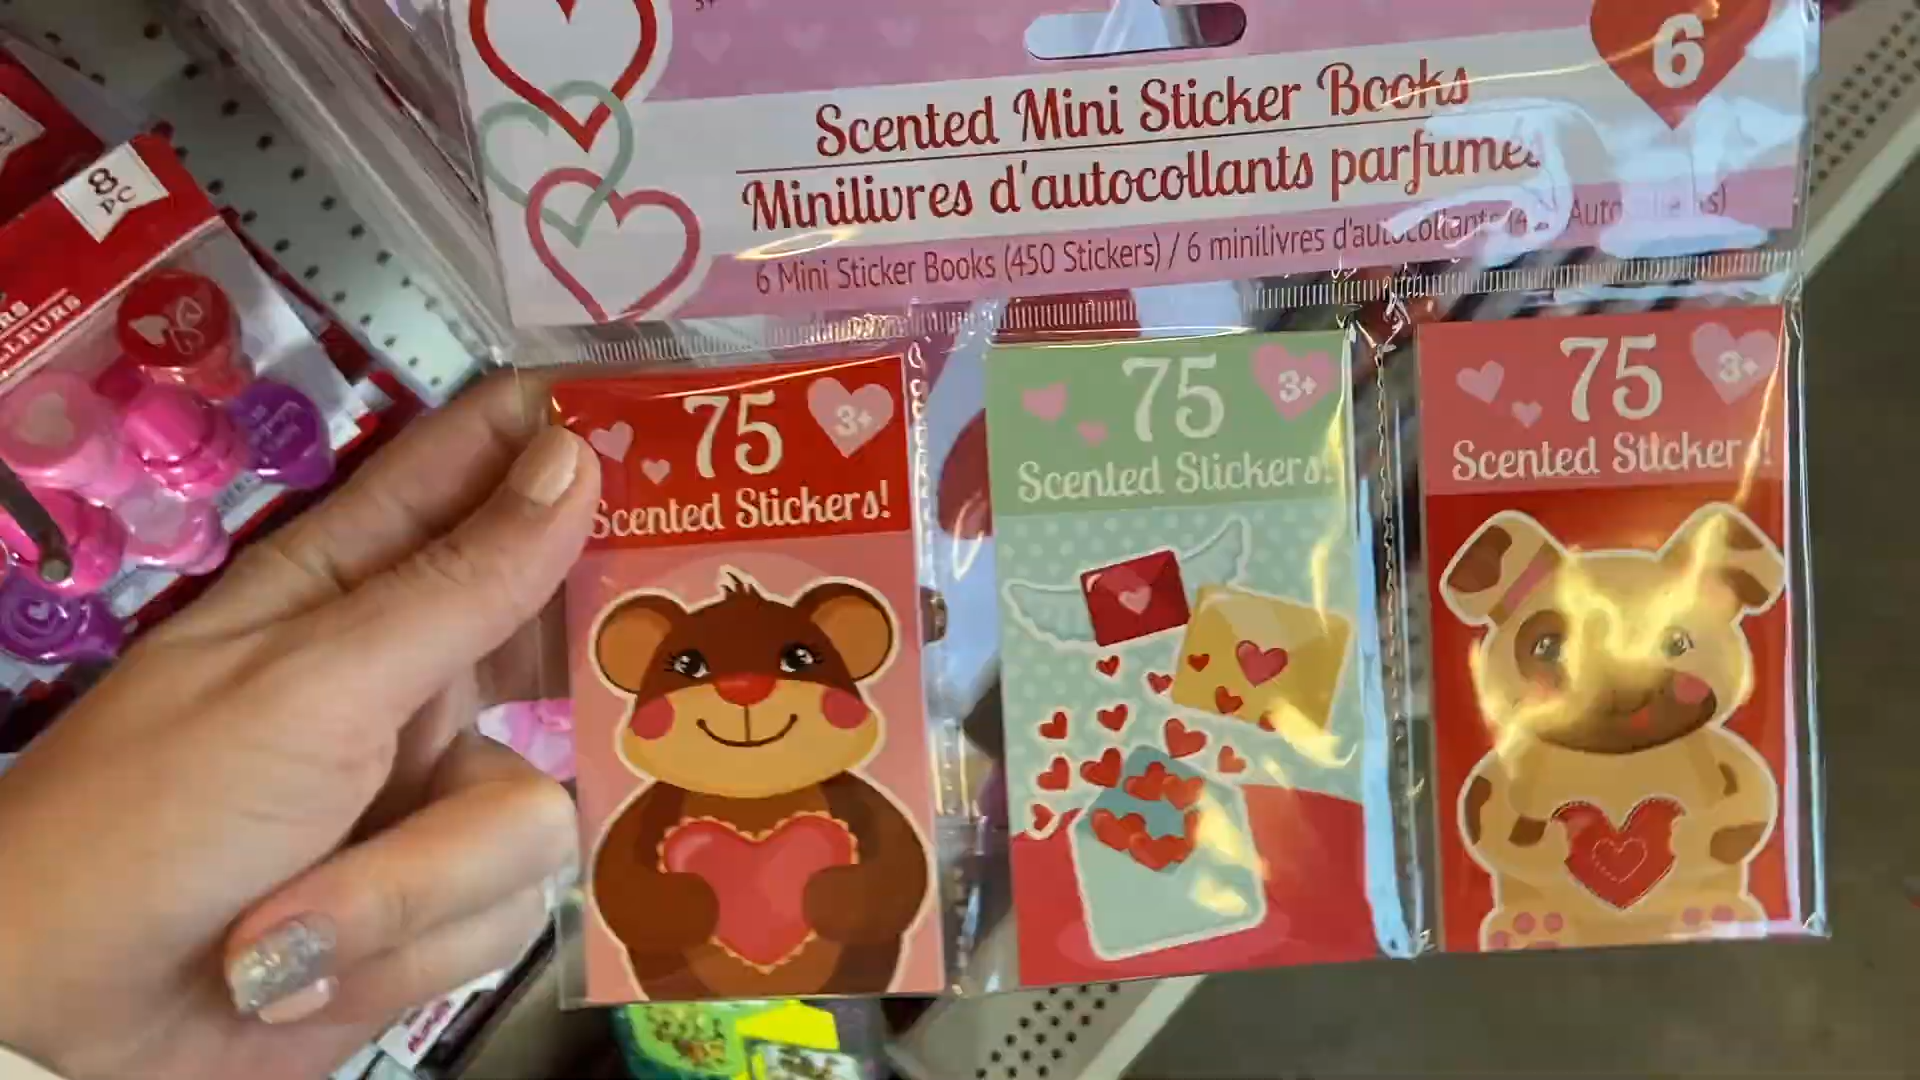 3+
6
Scented Mini Sticker Books
Minilivres d'autocollants parfumés
6 Mini Sticker Books (450 Stickers) / 6 minilivres d'autocollants
8
PC
75
3+
Scented Stickers!
75
3+
Scented Stickers!
75
3+
Scented Stickers!